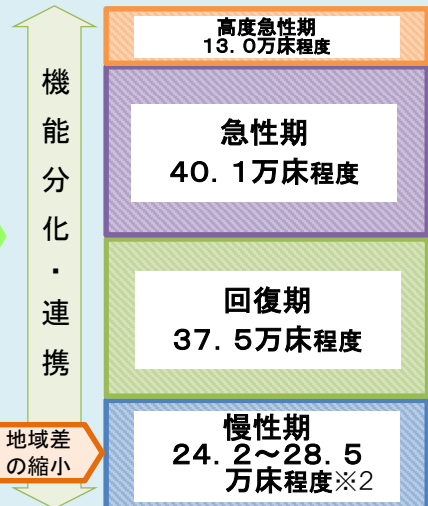 機能分化・連携
高度急性期
13.0万床程度
急性期
40.1万床程度
回復期
37.5万床程度
地域差
の縮小
慢性期
24.2～28.5
万床程度※2